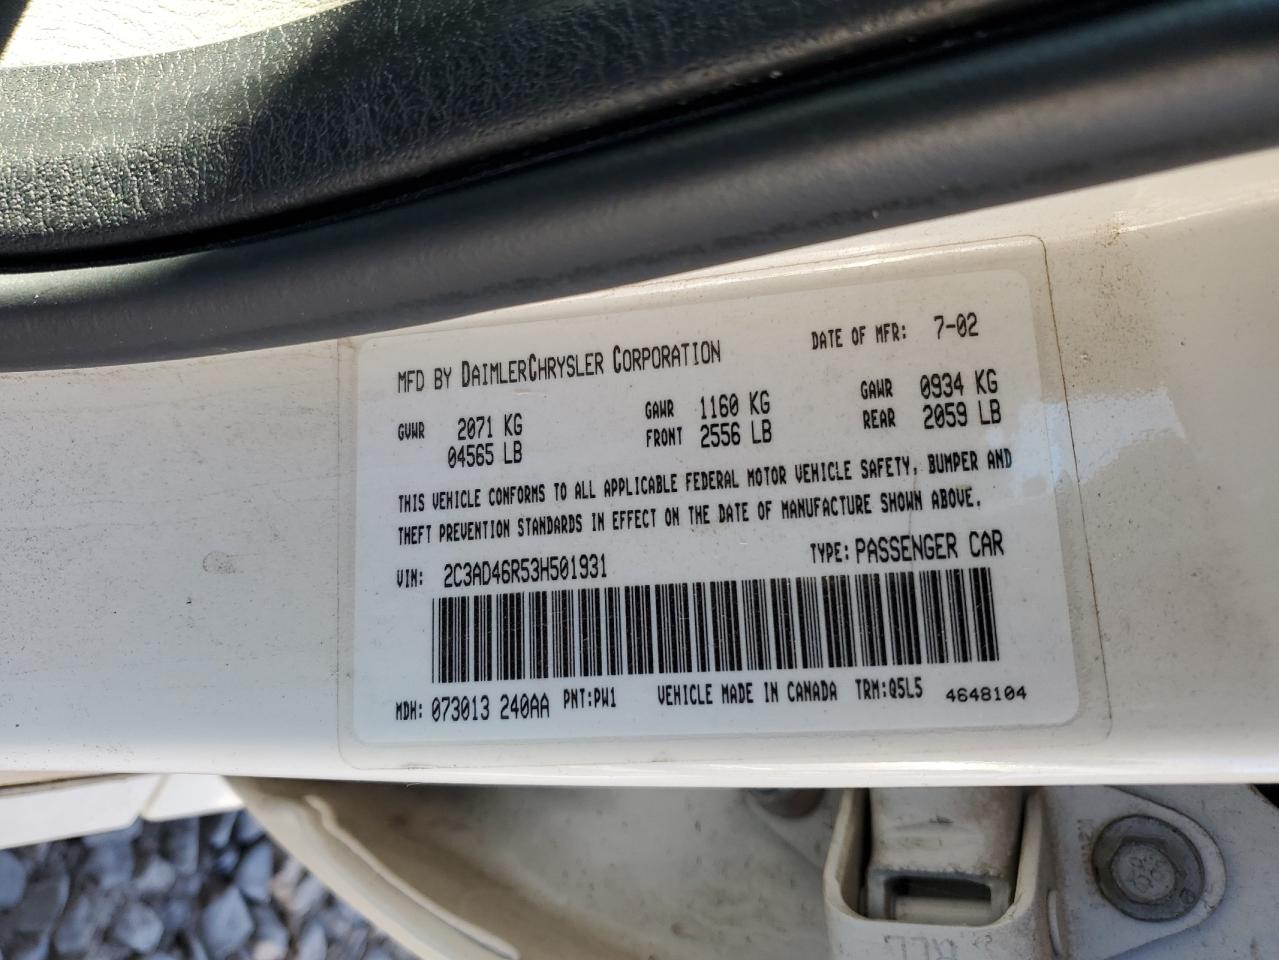 MFD BY DAIMLERCHRYSLER CORPORATION DATE OF MFR: 7-02
GVWR 2071 KG GAWR 1160 KG GAWR 0934 KG
04565 LB FRONT 2556 LB REAR 2059 LB
THIS VEHICLE CONFORMS TO ALL APPLICABLE FEDERAL MOTOR VEHICLE SAFETY, BUMPER AND
THEFT PREVENTION STANDARDS IN EFFECT ON THE DATE OF MANUFACTURE SHOWN ABOVE.
VIN: 2C3AD46R53H501931 TYPE: PASSENGER CAR
MDH: 073013 240AA PNT: PW1 VEHICLE MADE IN CANADA TRM: Q5L5 4648104